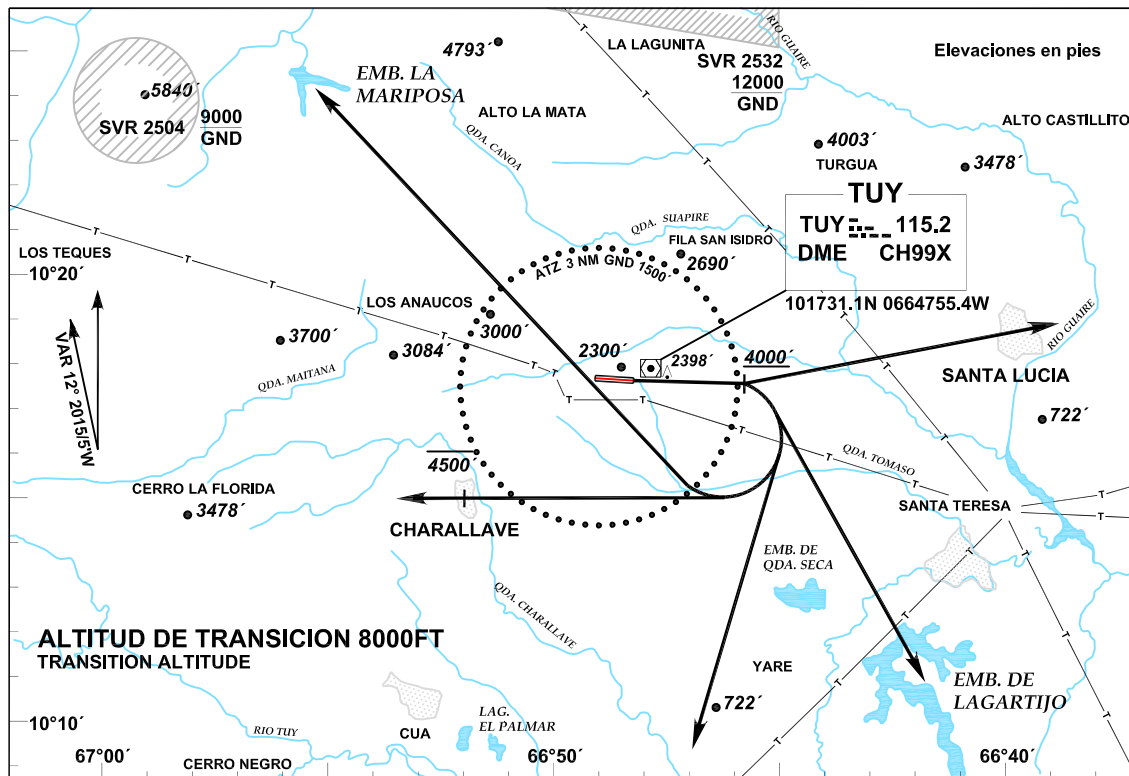 4793´
LA LAGUNITA
RIO GUAIRE
Elevaciones en pies
SVR 2532
12000
GND
EMB. LA
MARIPOSA
5840´
SVR 2504
9000
GND
ALTO LA MATA
QDA. CANOA
ALTO CASTILLITO
4003´
TURGUA
3478´
TUY
TUY 115.2
DME CH99X
101731.1N 0664755.4W
QDA. SUAPIRE
FILA SAN ISIDRO
2690´
ATZ 3 NM GND 1500´
LOS TEQUES
10°20´
LOS ANAUCOS
3000´
3700´
3084´
QDA. MAITANA
VAR 12° 2015/5'W
2300´
2398´
4000´
RIO GUAIRE
SANTA LUCIA
722´
4500´
QDA. TOMASO
CERRO LA FLORIDA
3478´
CHARALLAVE
SANTA TERESA
EMB. DE
QDA. SECA
QDA. CHARALLAVE
ALTITUD DE TRANSICION 8000FT
TRANSITION ALTITUDE
YARE
EMB. DE
LAGARTIJO
722´
10°10´
LAG.
EL PALMAR
CUA
RIO TUY
67°00´
66°50´
66°40´
CERRO NEGRO
T T T T T T T T T T T T T T T T T T T T T T T T T T T T